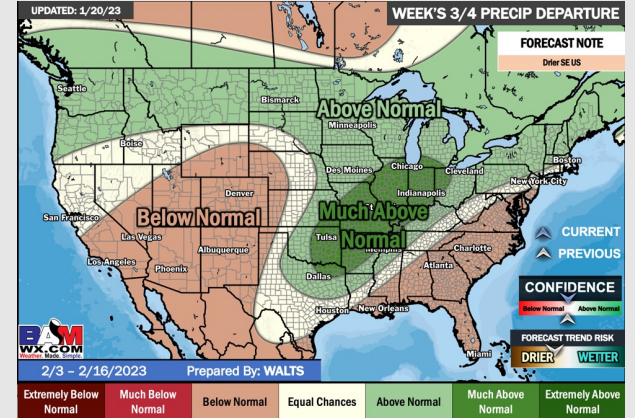 UPDATED: 1/20/23
WEEK'S 3/4 PRECIP DEPARTURE
FORECAST NOTE
Drier SE US
Seattle
Bismarck
Above Normal
Minneapolis
Boise
Boston
Chicago
Cleveland
Des Moines
New York City
Denver
Indianapolis
Below Normal
Much Above
Normal
San Francisco
Las Vegas
Tulsa
Memphis
Charlotte
Albuquerque
Los Angeles
Phoenix
Atlanta
Dallas
Houston
New Orleans
Miami
CURRENT
PREVIOUS
CONFIDENCE
Below Normal
Above Normal
FORECAST TREND RISK
DRIER
WETTER
BAM
WX.COM
Weather. Made. Simple.
2/3 – 2/16/2023
Prepared By: WALTS
Extremely Below
Normal
Much Below
Normal
Below Normal
Equal Chances
Above Normal
Much Above
Normal
Extremely Above
Normal